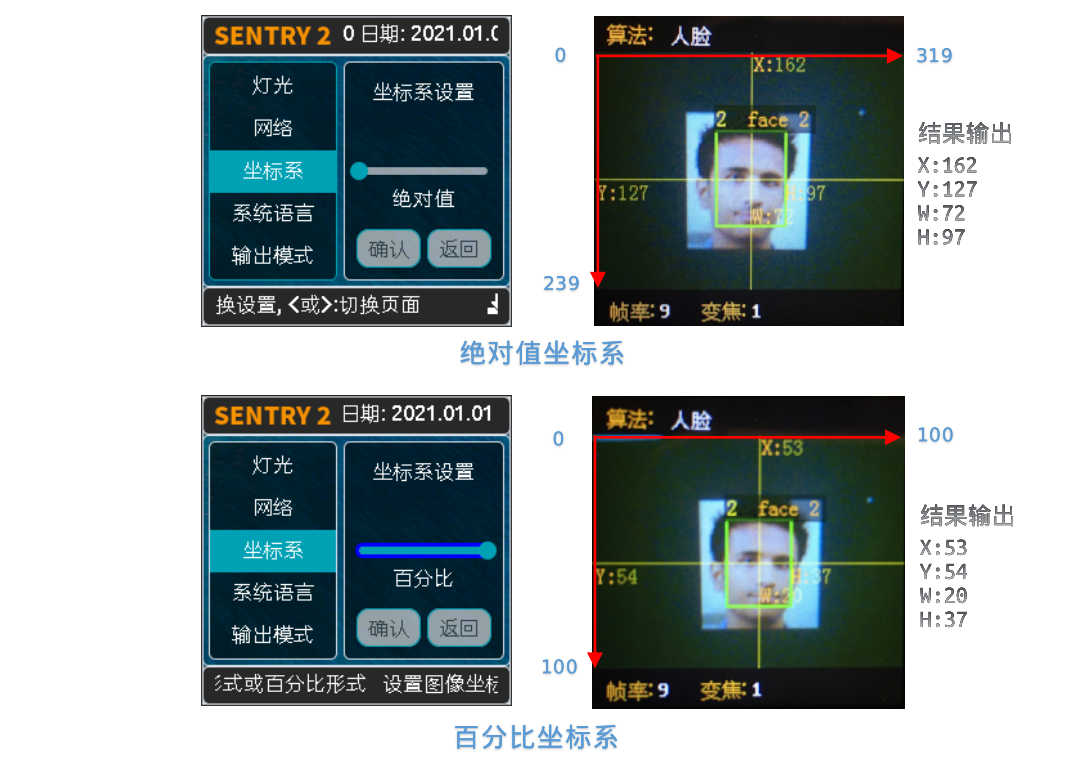 SENTRY 2 0 日期: 2021.01.0
灯光
网络
坐标系
系统语言
输出模式
坐标系设置
绝对值
确认 返回
换设置, <或>:切换页面
0
319
239
算法: 人脸
X:162
2 face 2
Y:127
H:97
W:72
帧率:9 变焦:1
结果输出
X:162
Y:127
W:72
H:97
绝对值坐标系
SENTRY 2 日期: 2021.01.01
灯光
网络
坐标系
系统语言
输出模式
坐标系设置
百分比
确认 返回
式或百分比形式 设置图像坐标
0
100
100
算法: 人脸
X:53
2 face 2
Y:54
H:37
W:20
帧率:9 变焦:1
结果输出
X:53
Y:54
W:20
H:37
百分比坐标系